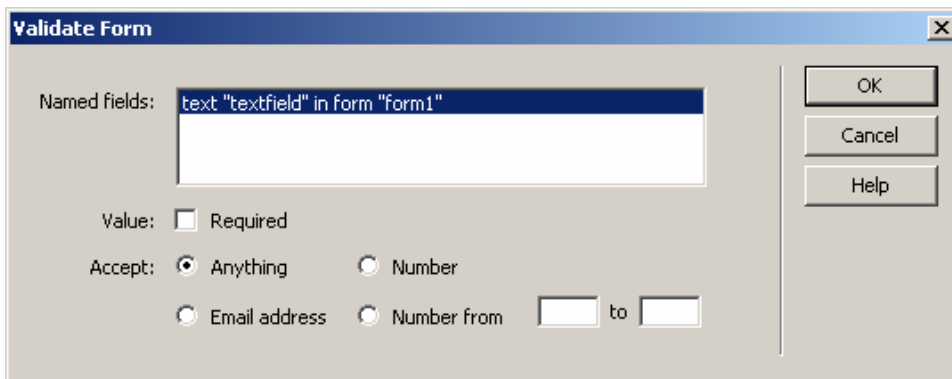 Validate Form
Named fields: text "textfield" in form "form1"
OK
Cancel
Help
Value: Required
Accept: Anything Number
Email address Number from to